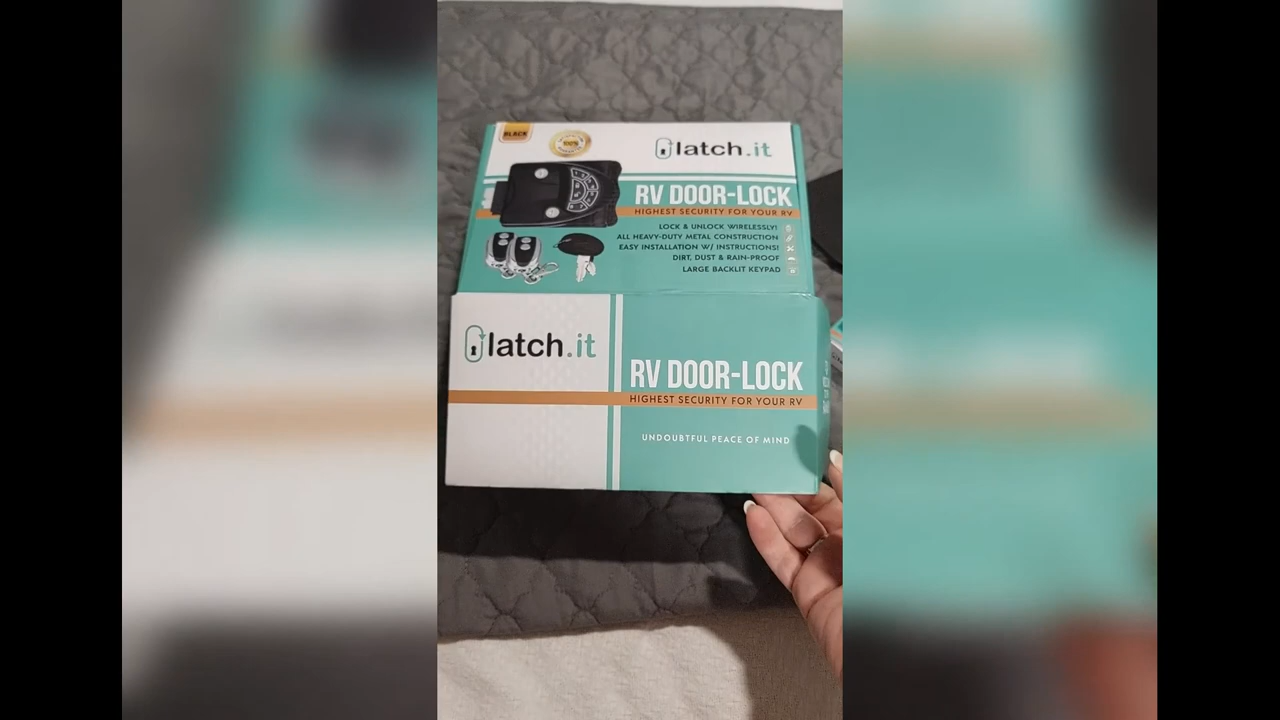 BLACK
100%
latch.it
RV DOOR-LOCK
HIGHEST SECURITY FOR YOUR RV
LOCK & UNLOCK WIRELESSLY!
ALL HEAVY-DUTY METAL CONSTRUCTION
EASY INSTALLATION W/ INSTRUCTIONS!
DIRT, DUST & RAIN-PROOF
LARGE BACKLIT KEYPAD
latch.it
RV DOOR-LOCK
HIGHEST SECURITY FOR YOUR RV
UNDOUBTFUL PEACE OF MIND